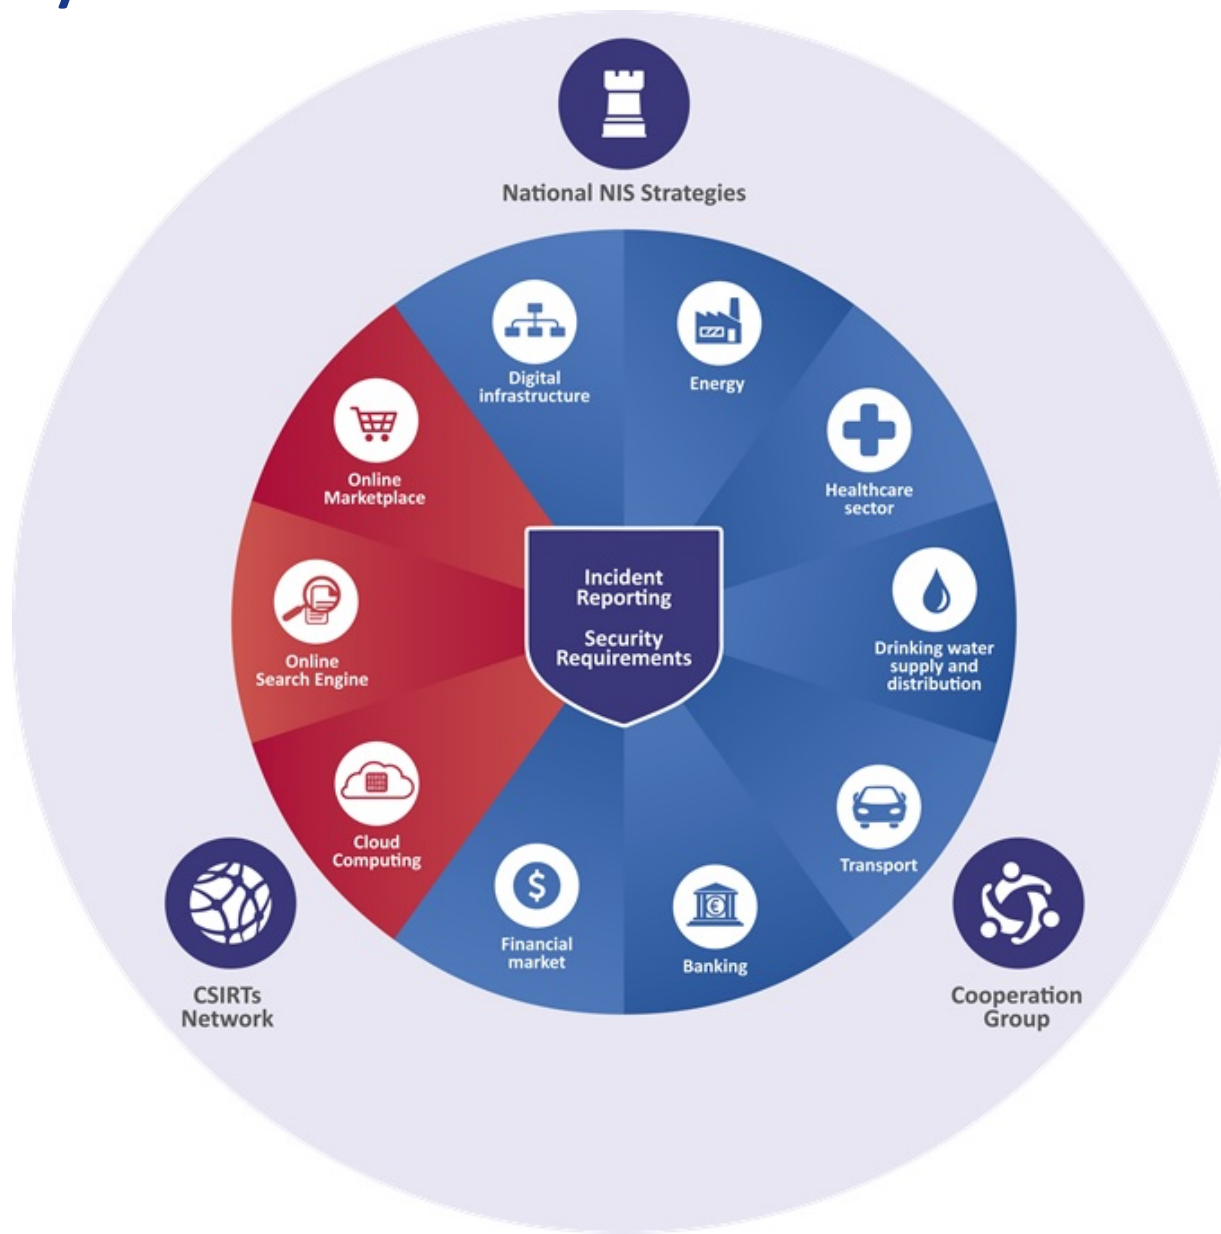 National NIS Strategies
Digital
infrastructure
Energy
Healthcare
sector
Drinking water
supply and
distribution
Transport
Banking
Financial
market
Cloud
Computing
Online
Search Engine
Online
Marketplace
Incident
Reporting
Security
Requirements
CSIRTs
Network
Cooperation
Group